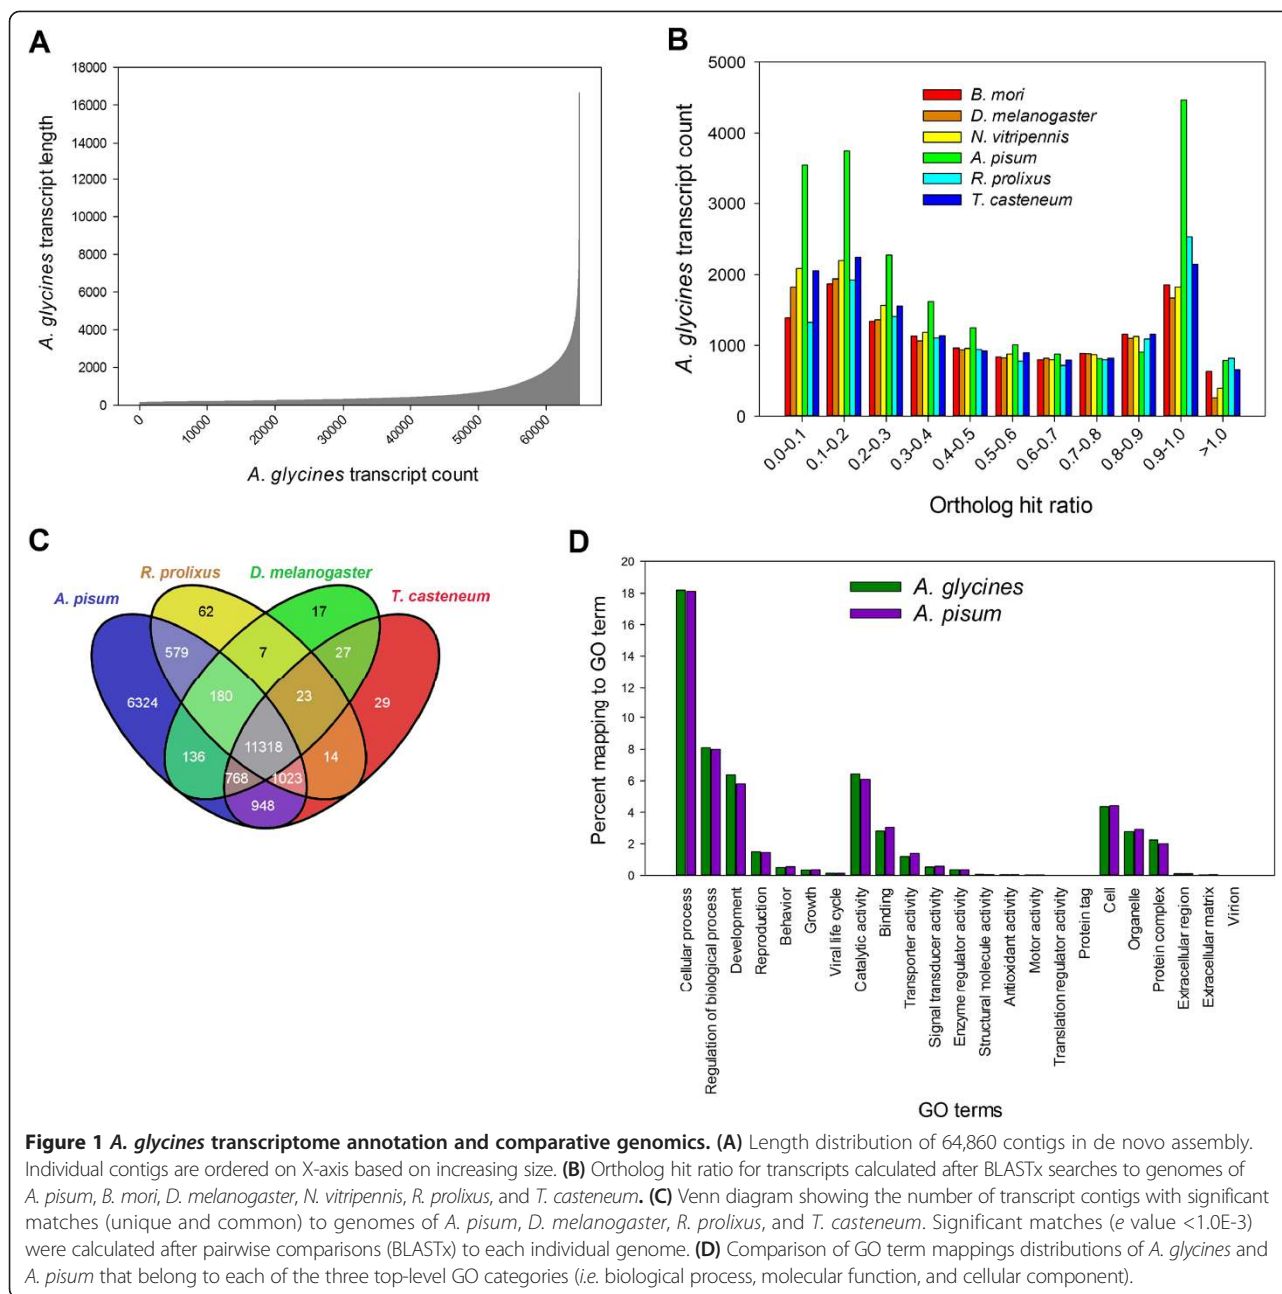 A
18000
16000
14000
12000
10000
8000
6000
4000
2000
0
A. glycines transcript length
0
10000
20000
30000
40000
50000
60000
A. glycines transcript count
B
5000
4000
3000
2000
1000
0
A. glycines transcript count
B. mori
D. melanogaster
N. vitripennis
A. pisum
R. prolixus
T. casteneum
0.0-0.1
0.1-0.2
0.2-0.3
0.3-0.4
0.4-0.5
0.5-0.6
0.6-0.7
0.7-0.8
0.8-0.9
0.9-1.0
>1.0
Ortholog hit ratio
C
R. prolixus
D. melanogaster
A. pisum
T. casteneum
62
17
579
7
27
6324
180
23
29
136
11318
14
768
1023
948
D
20
18
16
14
12
10
8
6
4
2
0
Percent mapping to GO term
A. glycines
A. pisum
Cellular process
Regulation of biological process
Development
Reproduction
Behavior
Growth
Viral life cycle
Catalytic activity
Binding
Transporter activity
Signal transducer activity
Enzyme regulator activity
Structural molecule activity
Antioxidant activity
Motor activity
Translation regulator activity
Protein tag
Cell
Organelle
Protein complex
Extracellular region
Extracellular matrix
Virion
GO terms
Figure 1 A. glycines transcriptome annotation and comparative genomics. (A) Length distribution of 64,860 contigs in de novo assembly.
Individual contigs are ordered on X-axis based on increasing size. (B) Ortholog hit ratio for transcripts calculated after BLASTx searches to genomes of
A. pisum, B. mori, D. melanogaster, N. vitripennis, R. prolixus, and T. casteneum. (C) Venn diagram showing the number of transcript contigs with significant
matches (unique and common) to genomes of A. pisum, D. melanogaster, R. prolixus, and T. casteneum. Significant matches (e value <1.0E-3)
were calculated after pairwise comparisons (BLASTx) to each individual genome. (D) Comparison of GO term mappings distributions of A. glycines and
A. pisum that belong to each of the three top-level GO categories (i.e. biological process, molecular function, and cellular component).